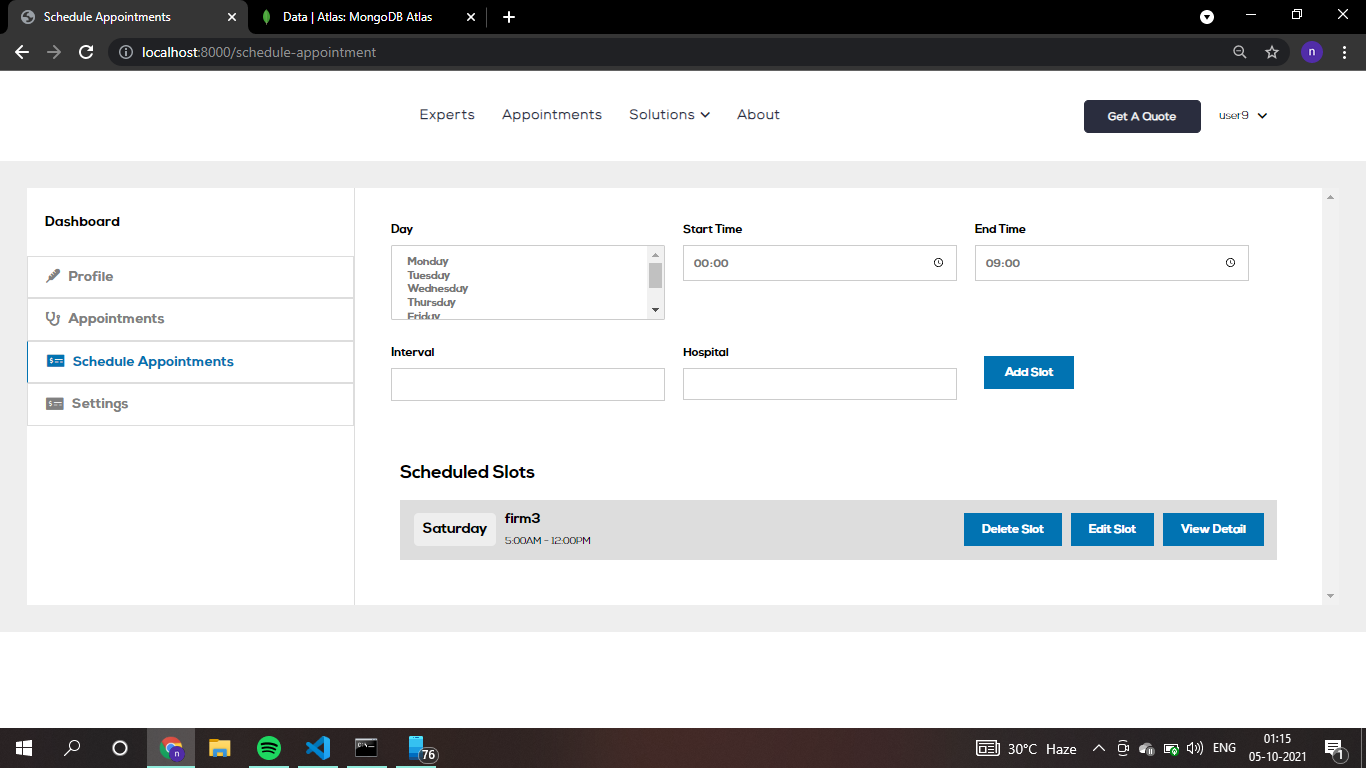 Schedule Appointments
Data | Atlas: MongoDB Atlas
localhost:8000/schedule-appointment
n
Experts
Appointments
Solutions
About
Get A Quote
user9
Dashboard
Profile
Appointments
Schedule Appointments
Settings
Day
Start Time
End Time
Monday
Tuesday
Wednesday
Thursday
Friday
00:00
09:00
Interval
Hospital
Add Slot
Scheduled Slots
Saturday
firm3
5:00AM - 12:00PM
Delete Slot
Edit Slot
View Detail
n
76
30°C Haze
ENG
01:15
05-10-2021
1